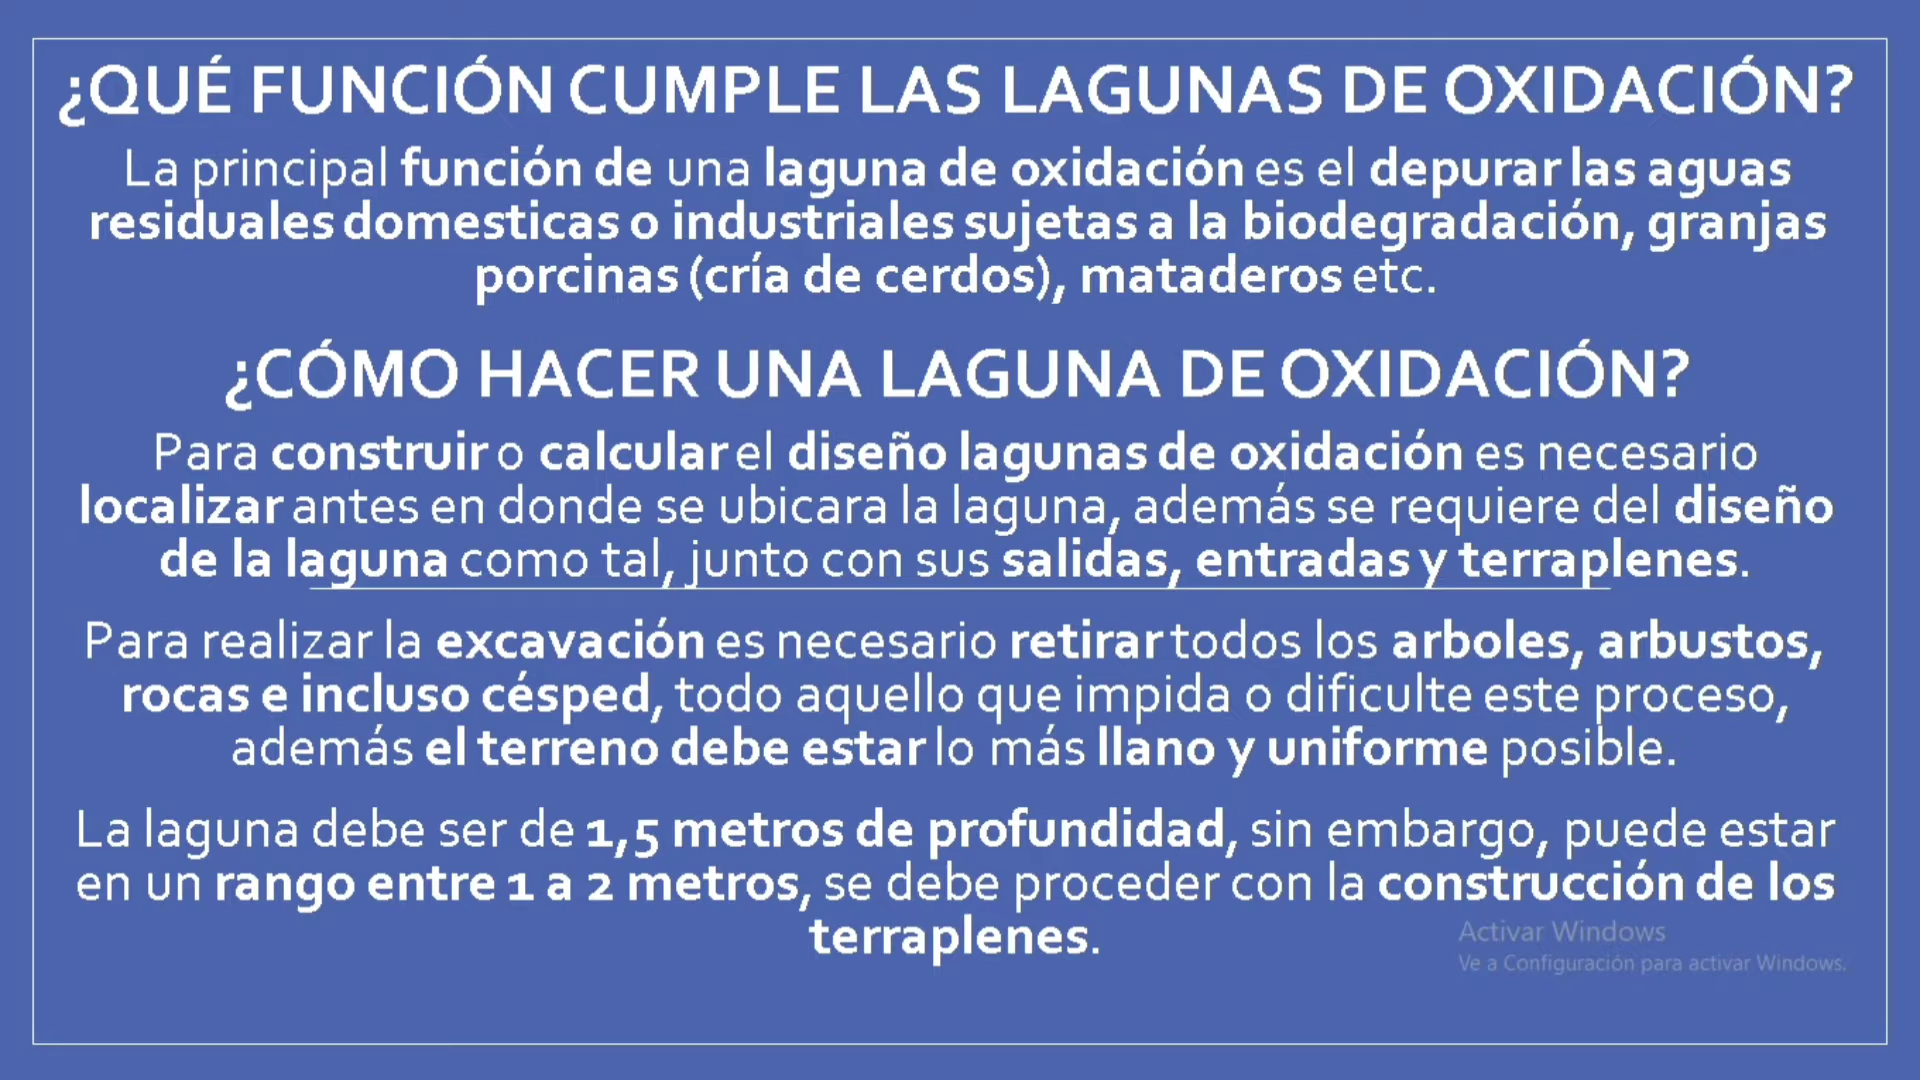 ¿QUÉ FUNCIÓN CUMPLE LAS LAGUNAS DE OXIDACIÓN?
La principal función de una laguna de oxidación es el depurar las aguas
residuales domesticas o industriales sujetas a la biodegradación, granjas
porcinas (cría de cerdos), mataderos etc.
¿CÓMO HACER UNA LAGUNA DE OXIDACIÓN?
Para construir o calcular el diseño lagunas de oxidación es necesario
localizar antes en donde se ubicara la laguna, además se requiere del diseño
de la laguna como tal, junto con sus salidas, entradas y terraplenes.
Para realizar la excavación es necesario retirar todos los arboles, arbustos,
rocas e incluso césped, todo aquello que impida o dificulte este proceso,
además el terreno debe estar lo más llano y uniforme posible.
La laguna debe ser de 1,5 metros de profundidad, sin embargo, puede estar
en un rango entre 1 a 2 metros, se debe proceder con la construcción de los
terraplenes.
Activar Windows
Ve a Configuración para activar Windows.